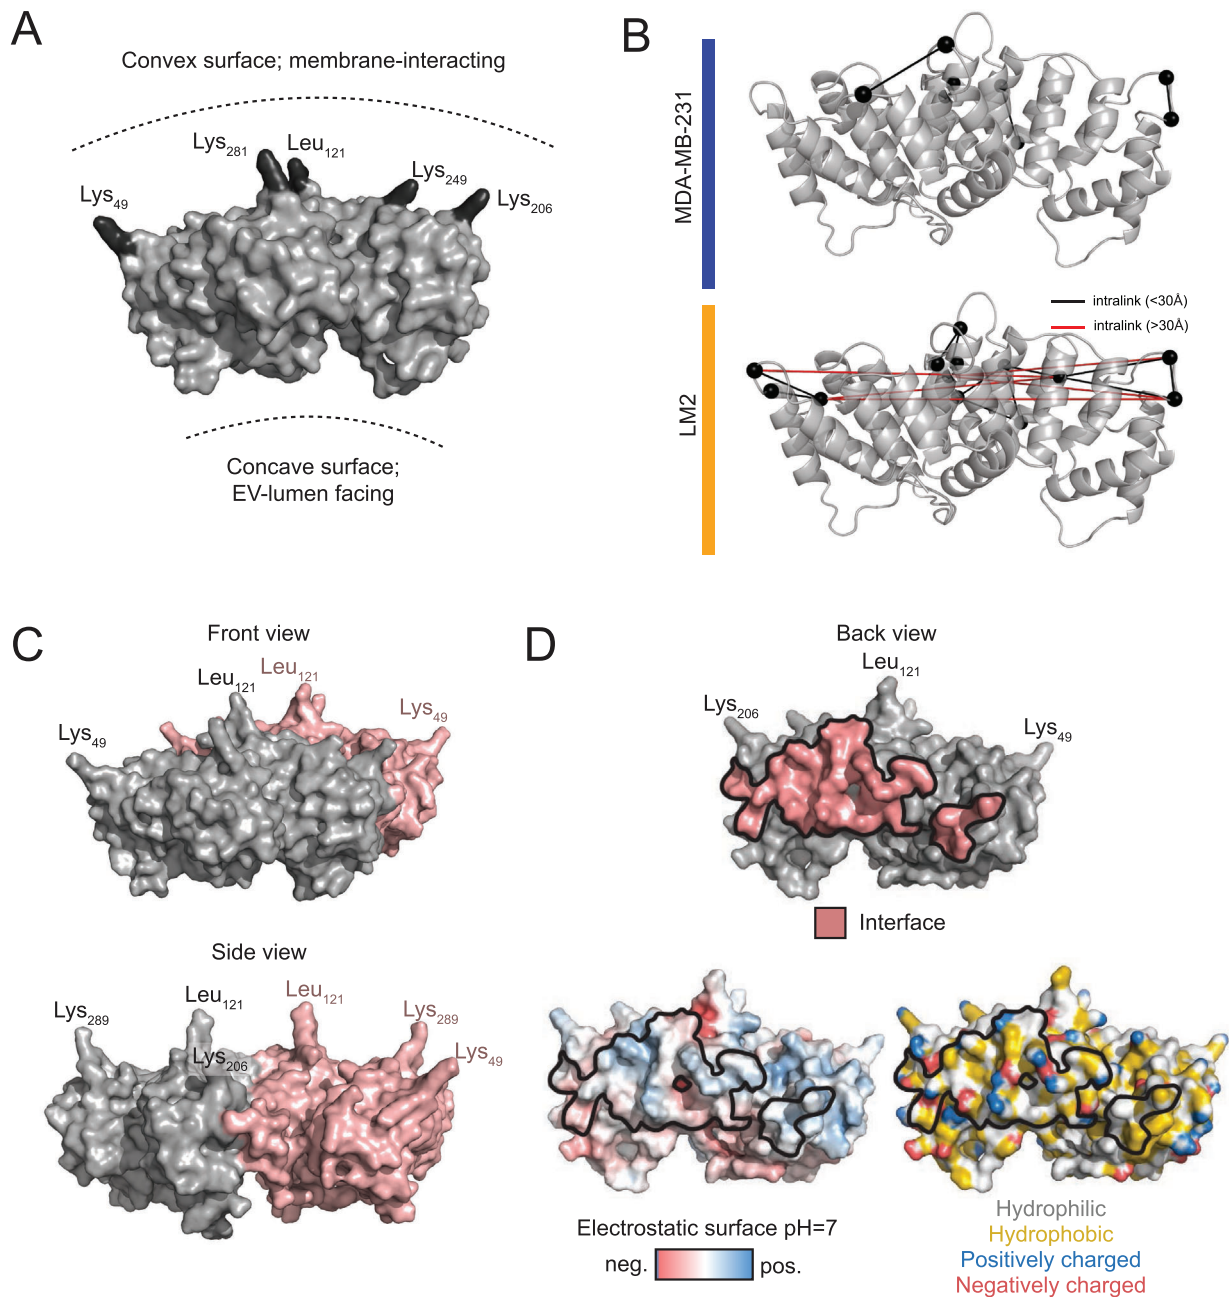 A
Convex surface; membrane-interacting
Lys281
Leu121
Lys49
Lys249
Lys206
Concave surface;
EV-lumen facing
B
MDA-MB-231
intralink (<30Å)
intralink (>30Å)
LM2
C
Front view
Leu121
Leu121
Lys49
Lys49
Side view
Lys289
Leu121
Leu121
Lys289
Lys206
Lys49
D
Back view
Leu121
Lys206
Lys49
Interface
Electrostatic surface pH=7
neg.
pos.
Hydrophilic
Hydrophobic
Positively charged
Negatively charged